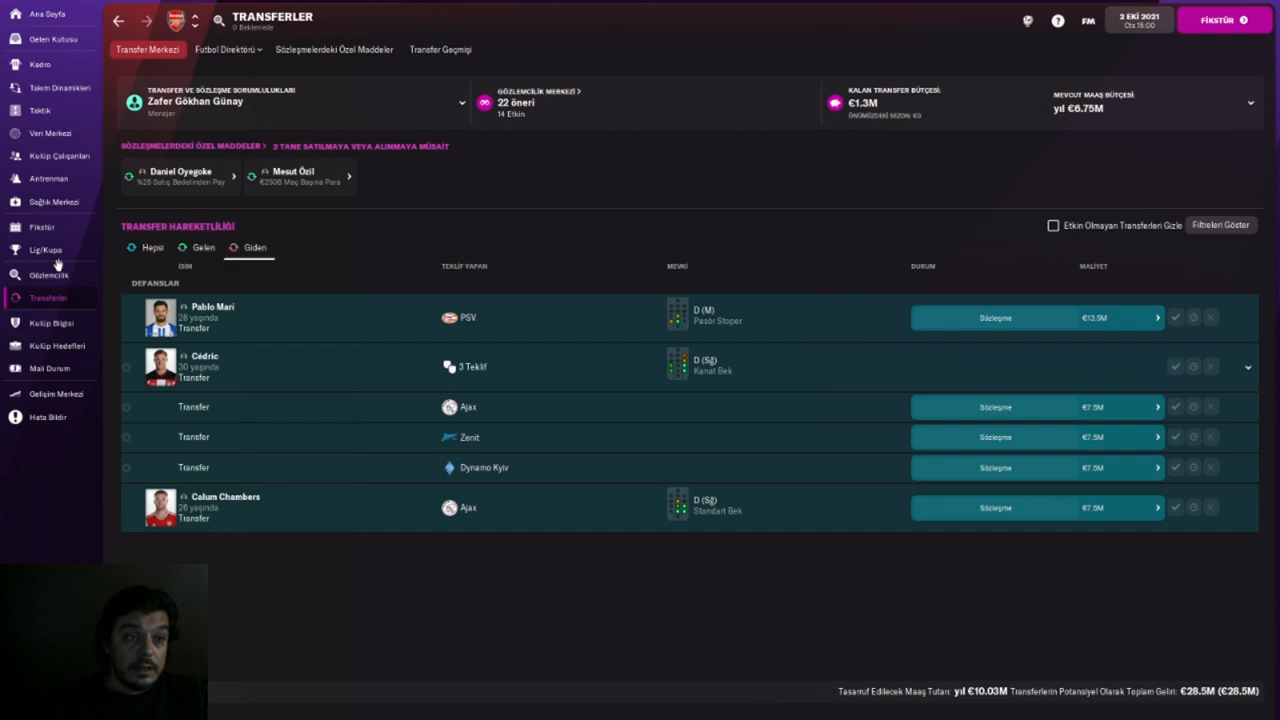 Ana Sayfa
Gelen Kutusu
Kadro
Takım Dinamikleri
Taktik
Veri Merkezi
Kulüp Çalışanları
Antrenman
Sağlık Merkezi
Fikstür
Lig/Kupa
Gözlemcilik
Transferler
Kulüp Bilgisi
Kulüp Hedefleri
Mali Durum
Gelişim Merkezi
Hata Bildir
TRANSFERLER
0 Beklemede
FM
2 EKİ 2021
Cts 15:00
FİKSTÜR
Transfer Merkezi
Futbol Direktörü
Sözleşmelerdeki Özel Maddeler
Transfer Geçmişi
TRANSFER VE SÖZLEŞME SORUMLULUKLARI
Zafer Gökhan Günay
Menajer
GÖZLEMCİLİK MERKEZİ >
22 öneri
14 Etkin
KALAN TRANSFER BÜTÇESİ:
€1.3M
ÖNÜMÜZDEKİ SEZON: €0
MEVCUT MAAŞ BÜTÇESİ:
yıl €6.75M
SÖZLEŞMELERDEKİ ÖZEL MADDELER > 2 TANE SATILMAYA VEYA ALINMAYA MÜSAİT
Daniel Oyegoke
%25 Satış Bedelinden Pay
Mesut Özil
€250B Maç Başına Para
TRANSFER HAREKETLİLİĞİ
Etkin Olmayan Transferleri Gizle
Filtreleri Göster
Hepsi
Gelen
Giden
İSİM
TEKLİF YAPAN
MEVKİ
DURUM
MALİYET
DEFANSLAR
Pablo Marí
28 yaşında
Transfer
PSV
D (M)
Pasör Stoper
Sözleşme
€13.5M
Cédric
30 yaşında
Transfer
3 Teklif
D (Sğ)
Kanat Bek
Transfer
Ajax
Sözleşme
€7.5M
Transfer
Zenit
Sözleşme
€7.5M
Transfer
Dynamo Kyiv
Sözleşme
€7.5M
Calum Chambers
26 yaşında
Transfer
Ajax
D (Sğ)
Standart Bek
Sözleşme
€7.5M
Tasarruf Edilecek Maaş Tutarı: yıl €10.03M Transferlerin Potansiyel Olarak Toplam Geliri: €28.5M (€28.5M)